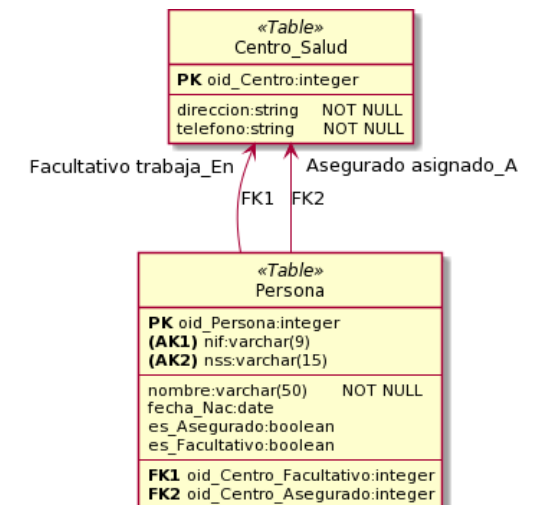 «Table»
Centro_Salud
PK oid_Centro:integer
direccion:string NOT NULL
telefono:string NOT NULL
Facultativo trabaja_En
Asegurado asignado_A
FK1
FK2
«Table»
Persona
PK oid_Persona:integer
(AK1) nif:varchar(9)
(AK2) nss:varchar(15)
nombre:varchar(50) NOT NULL
fecha_Nac:date
es_Asegurado:boolean
es_Facultativo:boolean
FK1 oid_Centro_Facultativo:integer
FK2 oid_Centro_Asegurado:integer